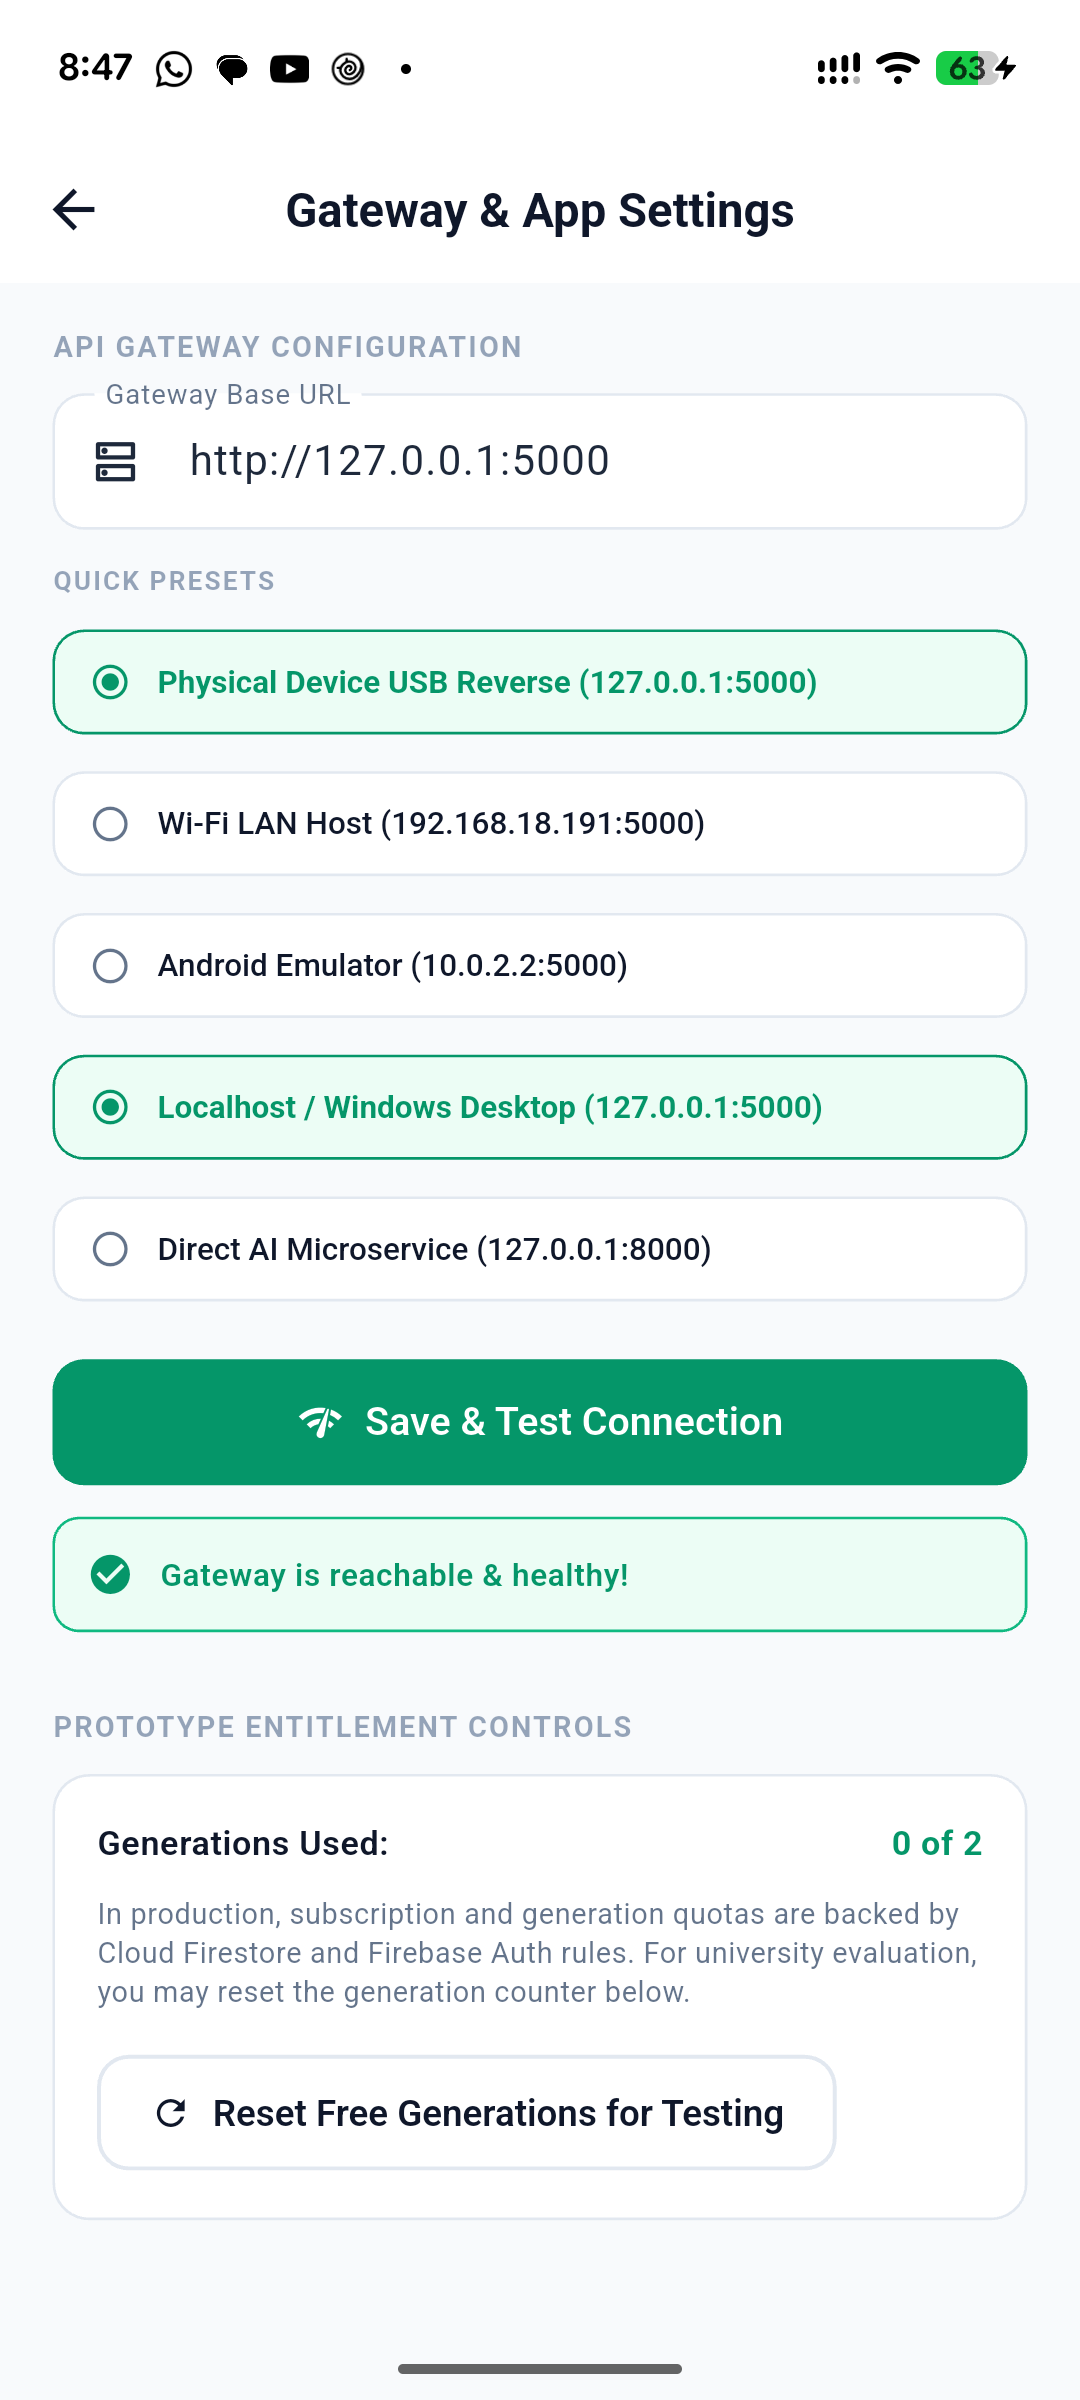 8:47
63
Gateway & App Settings
API GATEWAY CONFIGURATION
Gateway Base URL
http://127.0.0.1:5000
QUICK PRESETS
Physical Device USB Reverse (127.0.0.1:5000)
Wi-Fi LAN Host (192.168.18.191:5000)
Android Emulator (10.0.2.2:5000)
Localhost / Windows Desktop (127.0.0.1:5000)
Direct AI Microservice (127.0.0.1:8000)
Save & Test Connection
Gateway is reachable & healthy!
PROTOTYPE ENTITLEMENT CONTROLS
Generations Used: 0 of 2
In production, subscription and generation quotas are backed by
Cloud Firestore and Firebase Auth rules. For university evaluation,
you may reset the generation counter below.
Reset Free Generations for Testing